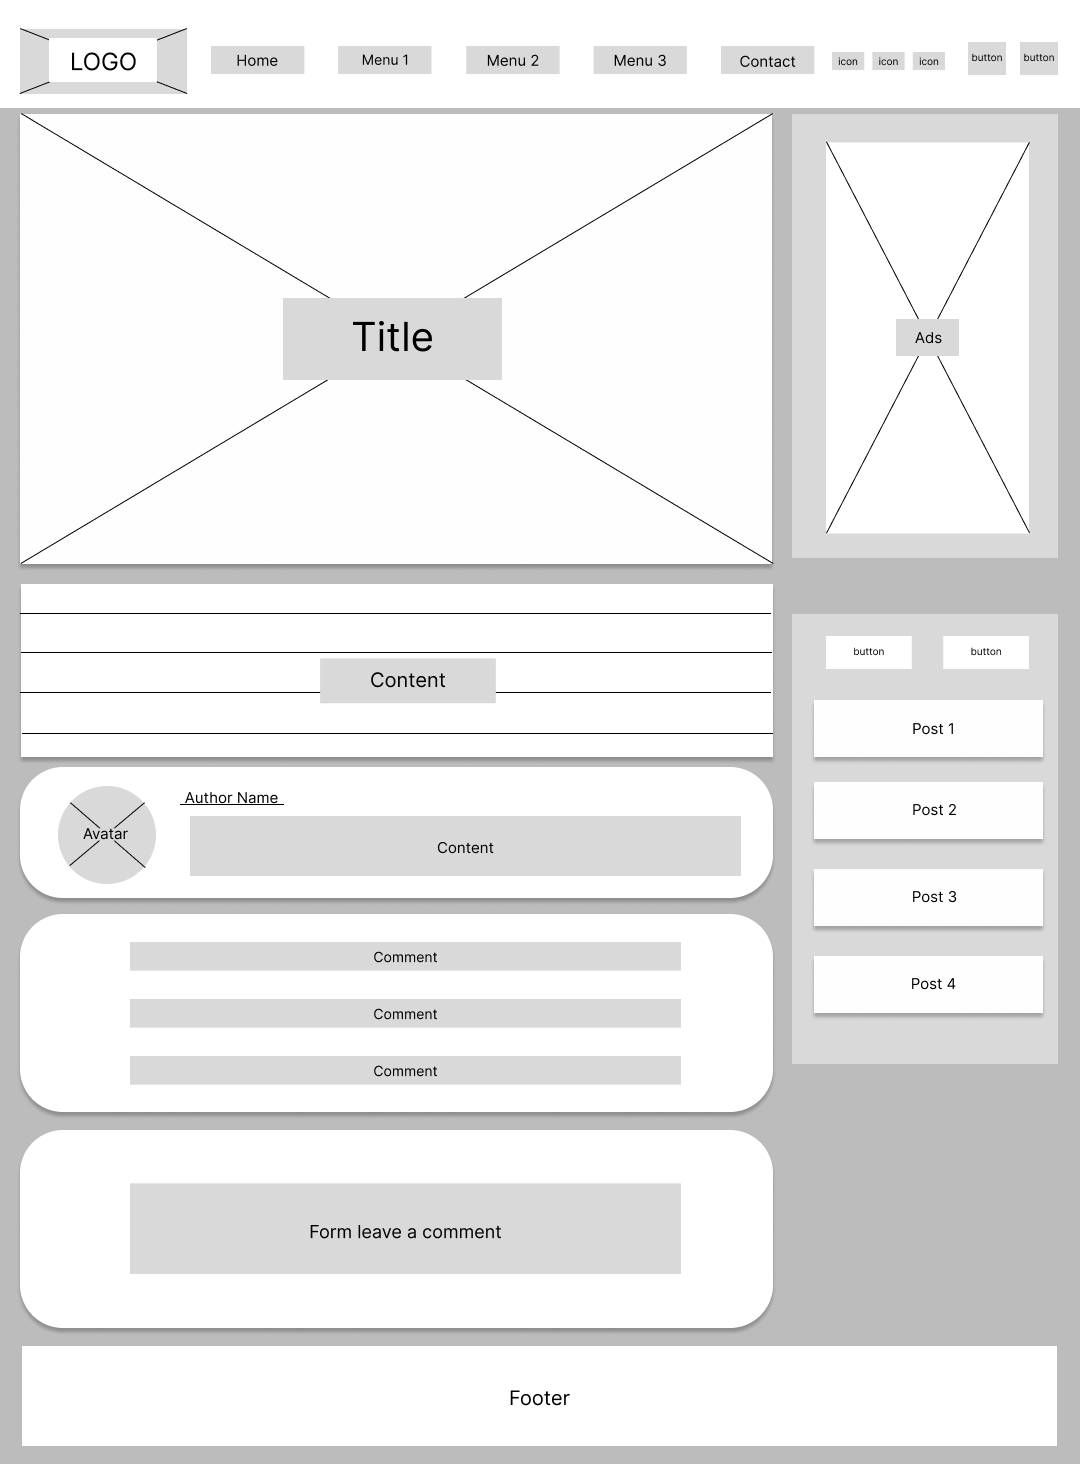 LOGO
Home
Menu 1
Menu 2
Menu 3
Contact
icon
icon
icon
button
button
Title
Ads
Content
button
button
Post 1
Post 2
Post 3
Post 4
Avatar
Author Name
Content
Comment
Comment
Comment
Form leave a comment
Footer